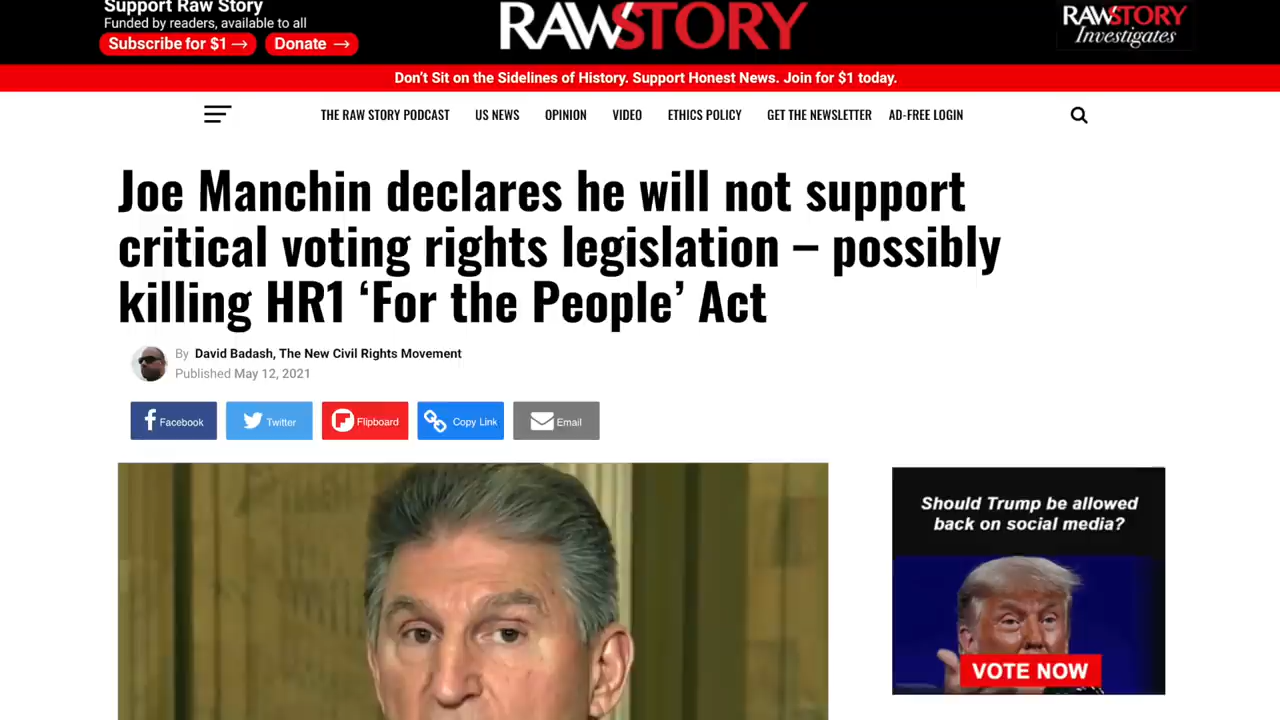 Support Raw Story
Funded by readers, available to all
Subscribe for $1 →
Donate →
RAWSTORY
RAWSTORY
Investigates
Don't Sit on the Sidelines of History. Support Honest News. Join for $1 today.
THE RAW STORY PODCAST
US NEWS
OPINION
VIDEO
ETHICS POLICY
GET THE NEWSLETTER
AD-FREE LOGIN
Joe Manchin declares he will not support
critical voting rights legislation – possibly
killing HR1 ‘For the People’ Act
By David Badash, The New Civil Rights Movement
Published May 12, 2021
Facebook
Twitter
Flipboard
Copy Link
Email
Should Trump be allowed
back on social media?
VOTE NOW